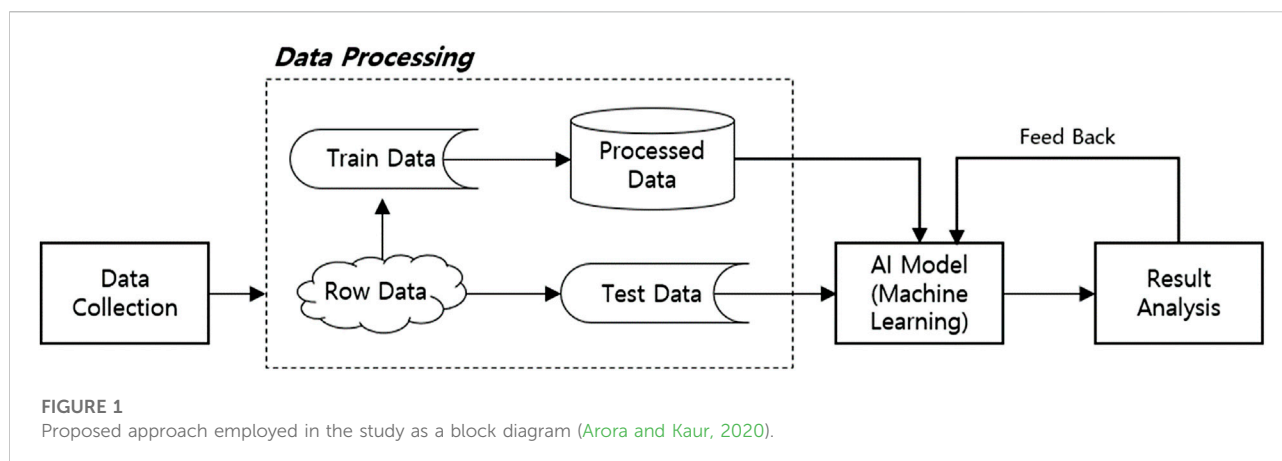 Data Processing
Train Data
Processed
Data
Feed Back
Data
Collection
Row Data
Test Data
AI Model
(Machine
Learning)
Result
Analysis
FIGURE 1
Proposed approach employed in the study as a block diagram (Arora and Kaur, 2020).